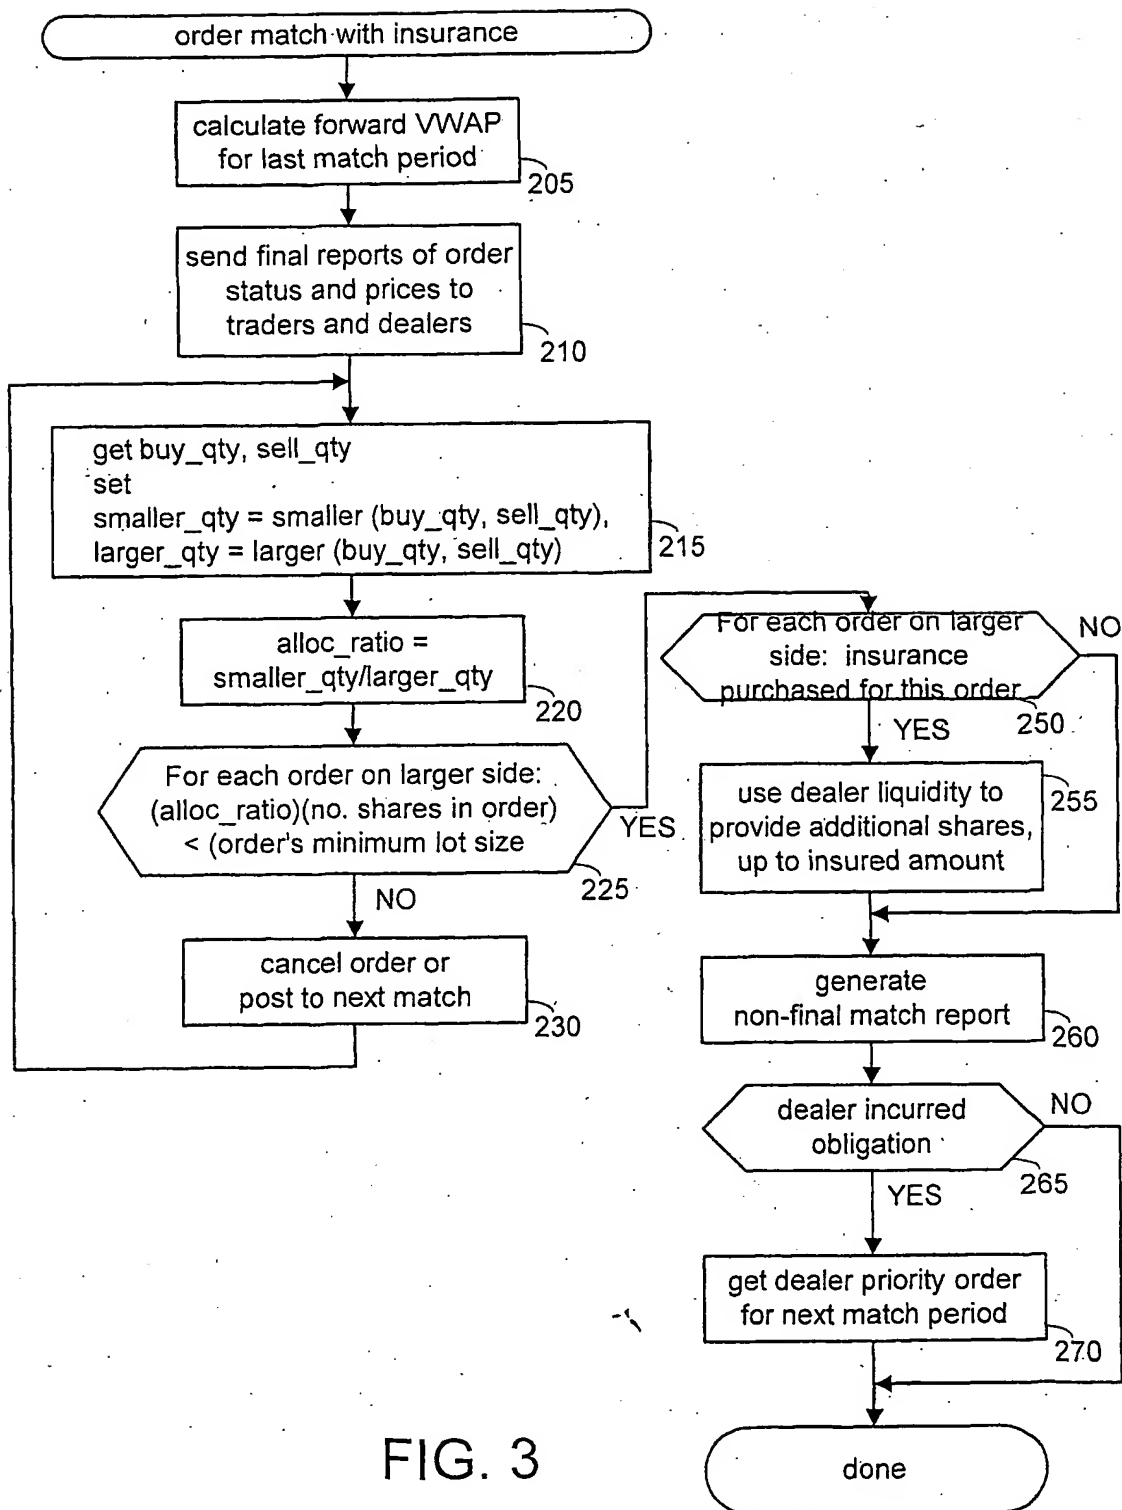 order match with insurance
calculate forward VWAP
for last match period
205
send final reports of order
status and prices to
traders and dealers
210
get buy_qty, sell_qty
set
smaller_qty = smaller (buy_qty, sell_qty),
larger_qty = larger (buy_qty, sell_qty)
215
alloc_ratio =
smaller_qty/larger_qty
220
For each order on larger side:
(alloc_ratio)(no. shares in order)
< (order's minimum lot size
225
YES
NO
cancel order or
post to next match
230
For each order on larger
side: insurance
purchased for this order
250
NO
YES
use dealer liquidity to
provide additional shares,
up to insured amount
255
generate
non-final match report
260
dealer incurred
obligation
265
NO
YES
get dealer priority order
for next match period
270
done
FIG. 3